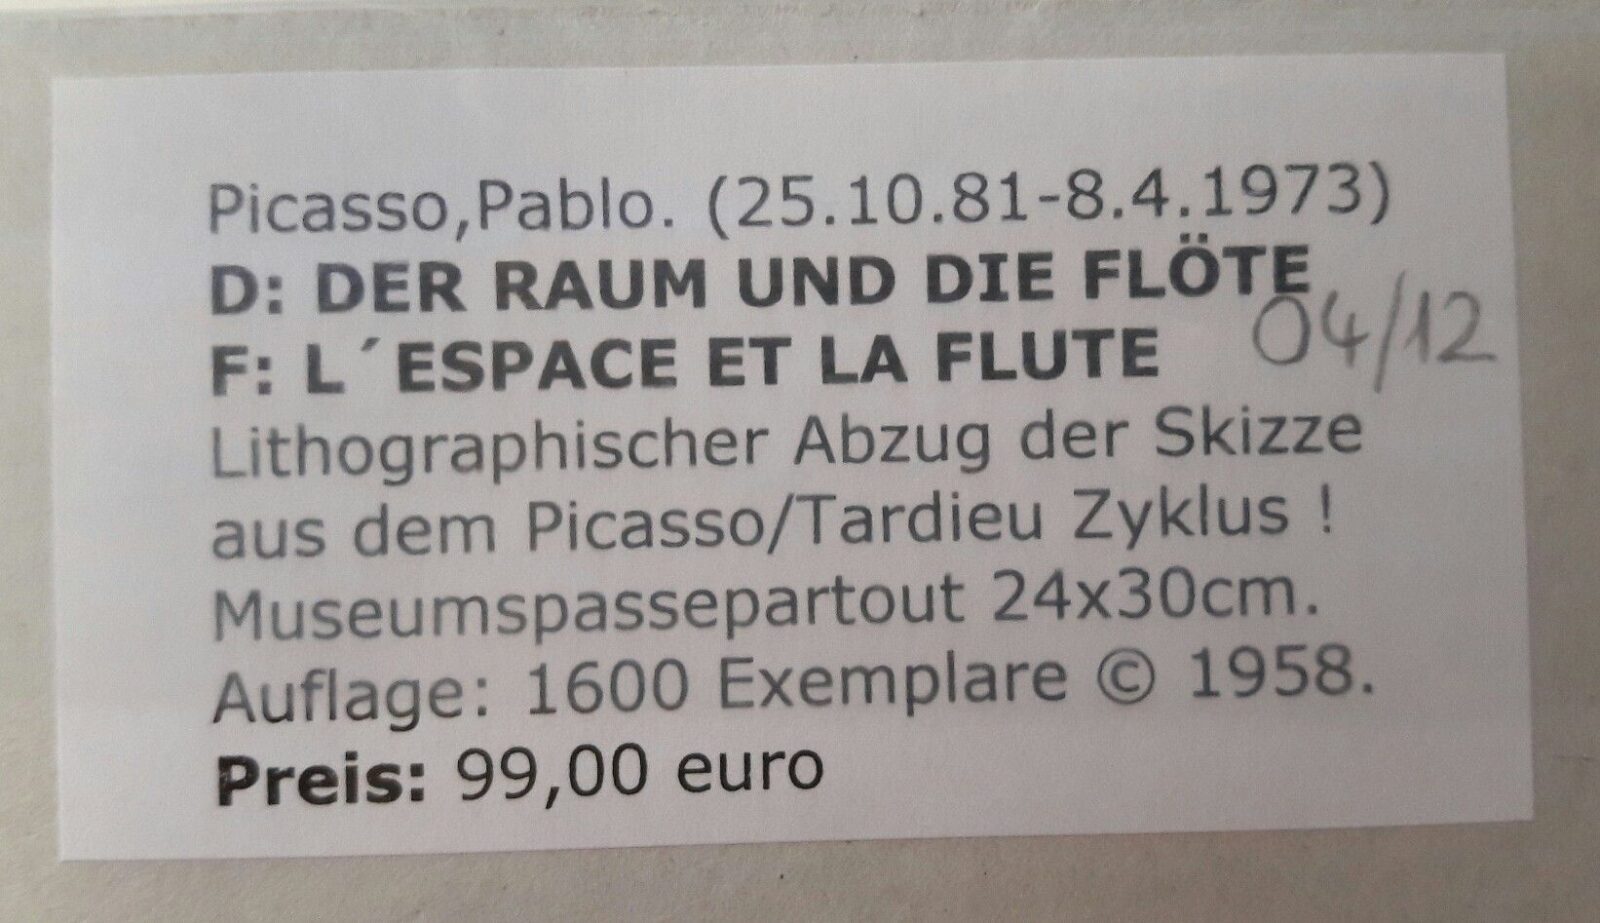 Picasso,Pablo. (25.10.81-8.4.1973)
D: DER RAUM UND DIE FLÖTE
04/12
F: L´ESPACE ET LA FLUTE
Lithographischer Abzug der Skizze
aus dem Picasso/Tardieu Zyklus !
Museumspassepartout 24x30cm.
Auflage: 1600 Exemplare © 1958.
Preis: 99,00 euro